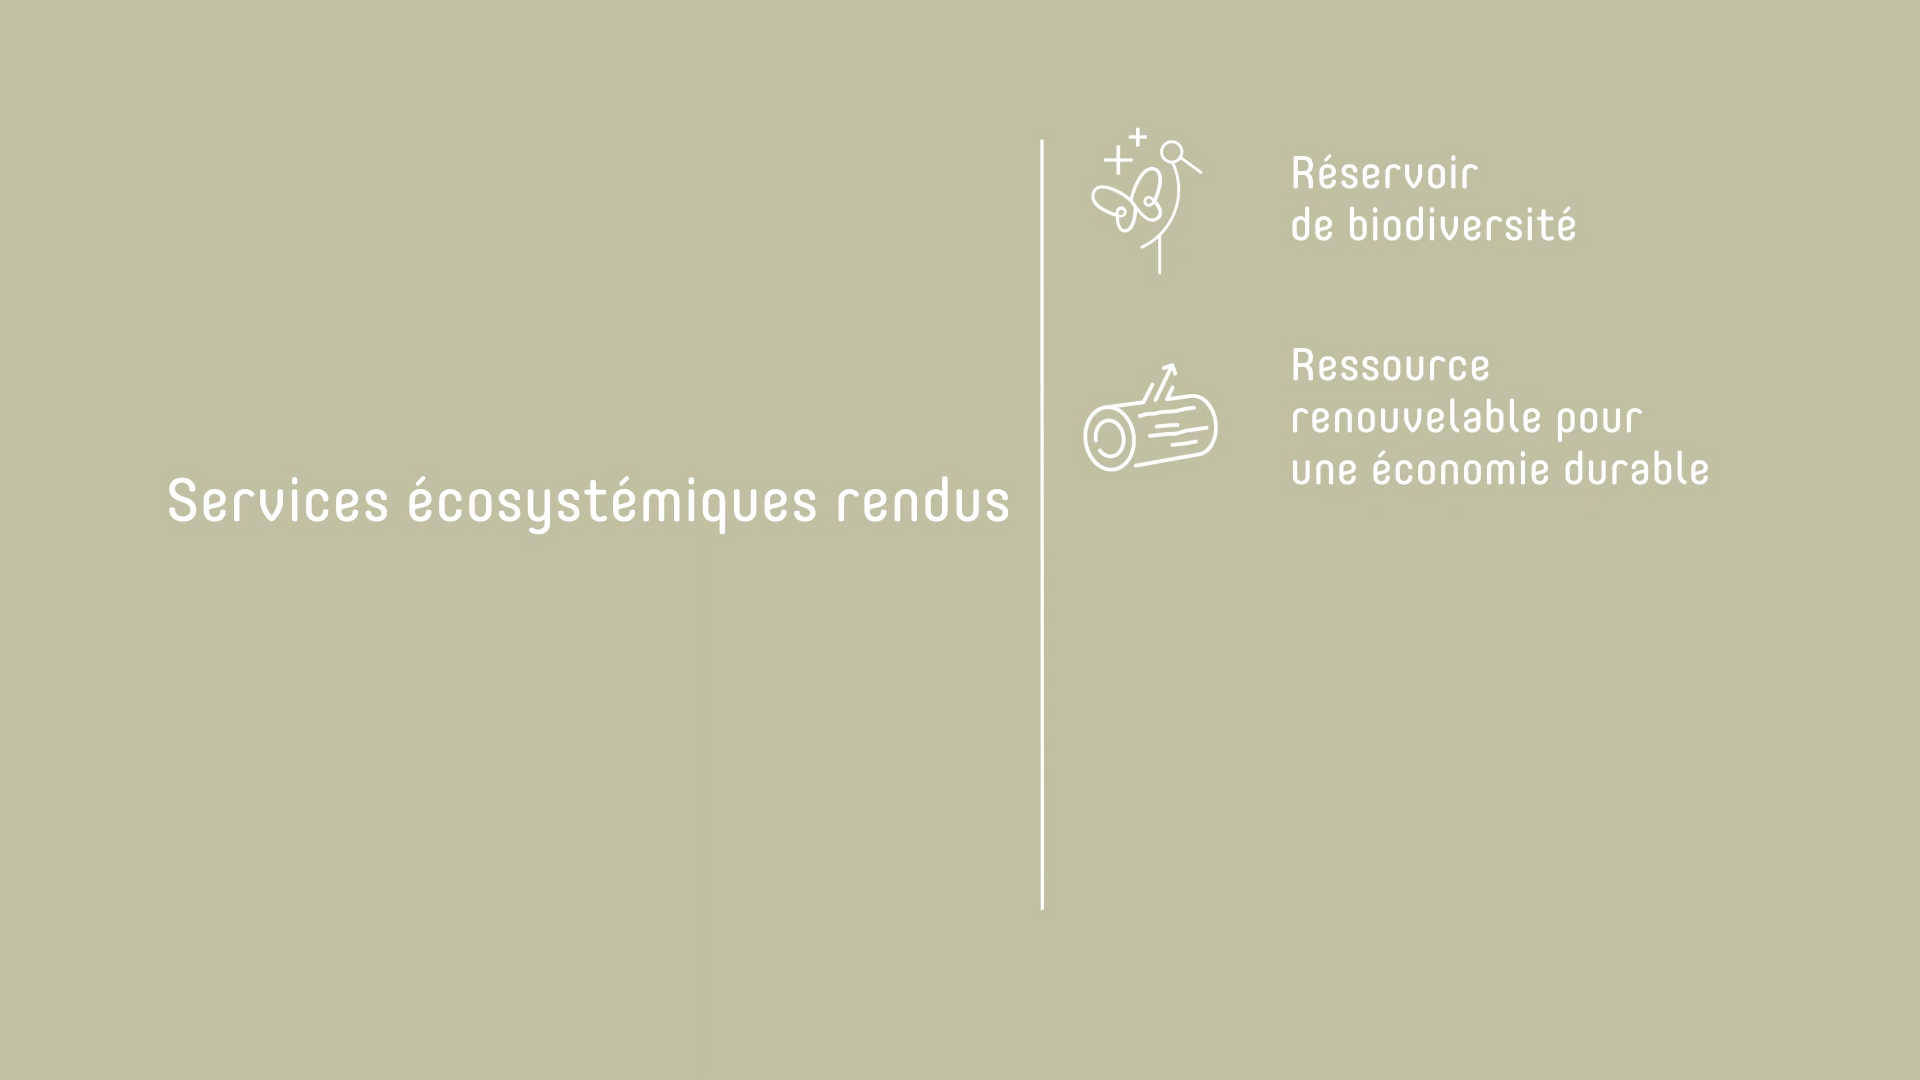 Services écosystémiques rendus
Réservoir
de biodiversité
Ressource
renouvelable pour
une économie durable